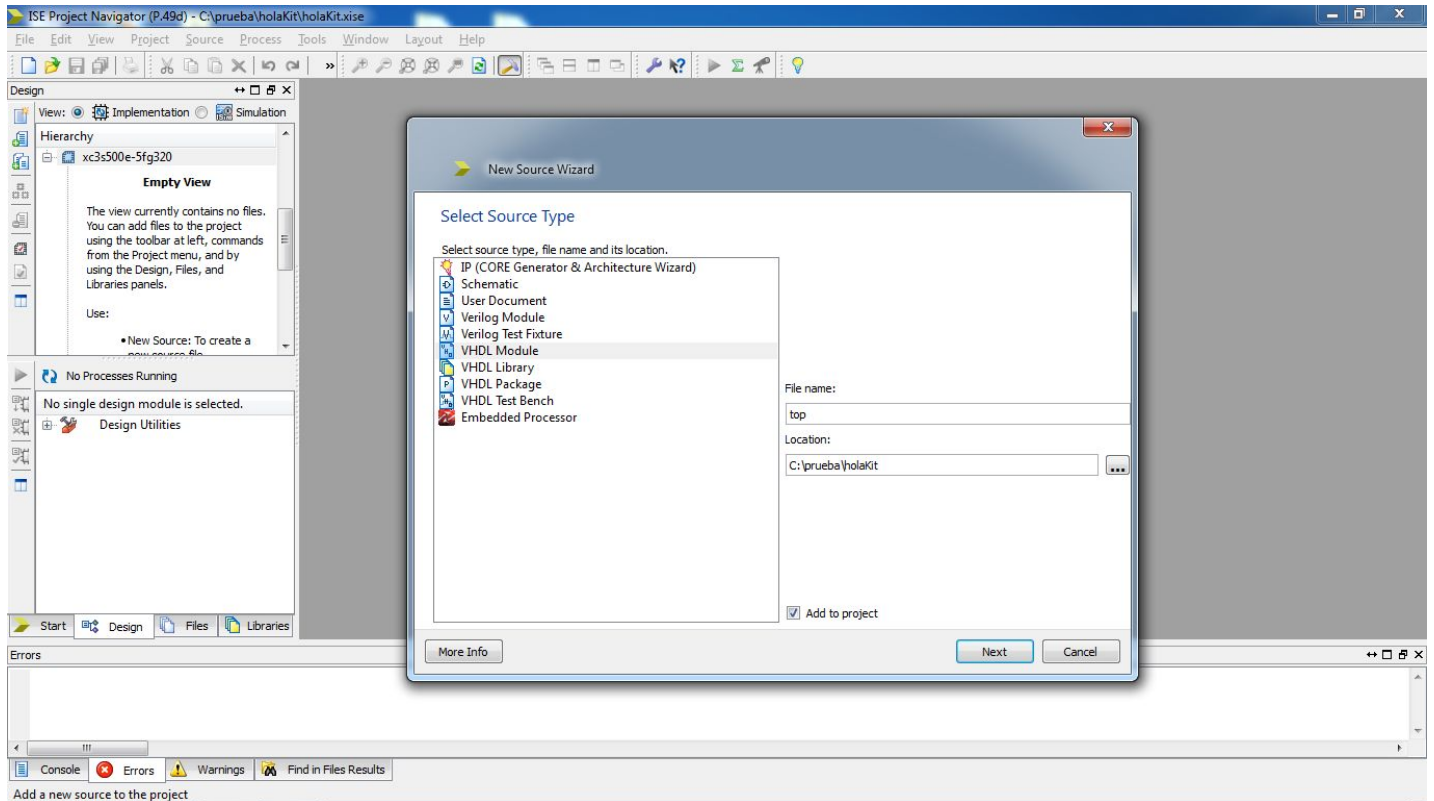 ISE Project Navigator (P.49d) - C:\prueba\holaKit\holaKit.xise
File Edit View Project Source Process Tools Window Layout Help
Design
View: Implementation Simulation
Hierarchy
xc3s500e-5fg320
Empty View
The view currently contains no files.
You can add files to the project
using the toolbar at left, commands
from the Project menu, and by
using the Design, Files, and
Libraries panels.
Use:
•New Source: To create a
new source file
No Processes Running
No single design module is selected.
Design Utilities
Start Design Files Libraries
New Source Wizard
Select Source Type
Select source type, file name and its location.
IP (CORE Generator & Architecture Wizard)
Schematic
User Document
Verilog Module
Verilog Test Fixture
VHDL Module
VHDL Library
VHDL Package
VHDL Test Bench
Embedded Processor
File name:
top
Location:
C:\prueba\holaKit
...
Add to project
More Info Next Cancel
Errors
Console Errors Warnings Find in Files Results
Add a new source to the project